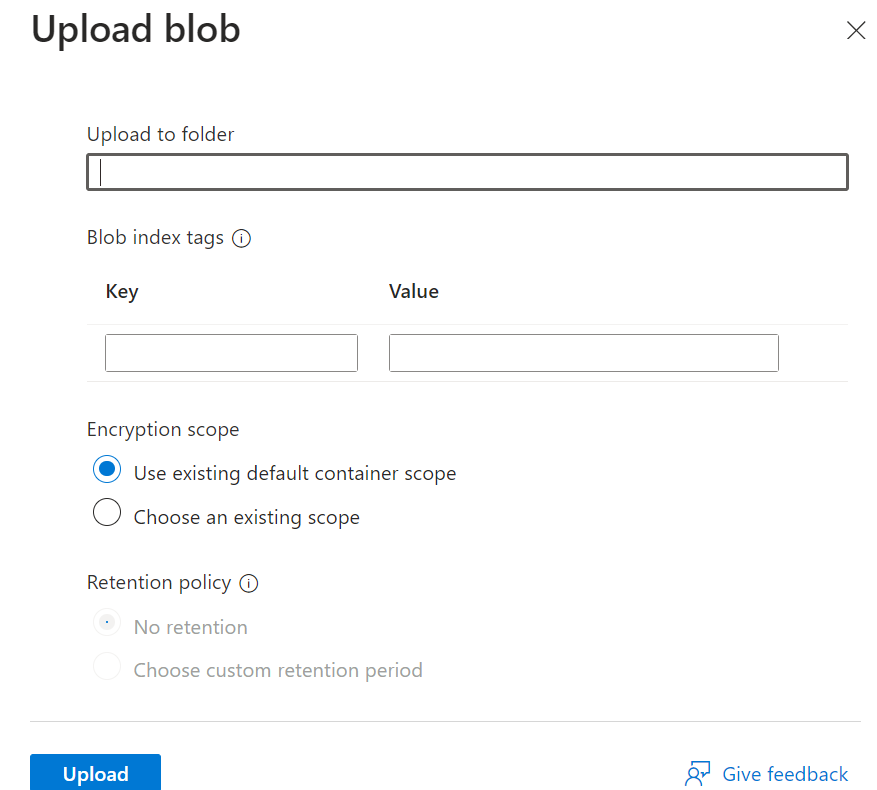 Upload blob
Upload to folder
Blob index tags
Key Value
Encryption scope
Use existing default container scope
Choose an existing scope
Retention policy
No retention
Choose custom retention period
Upload Give feedback